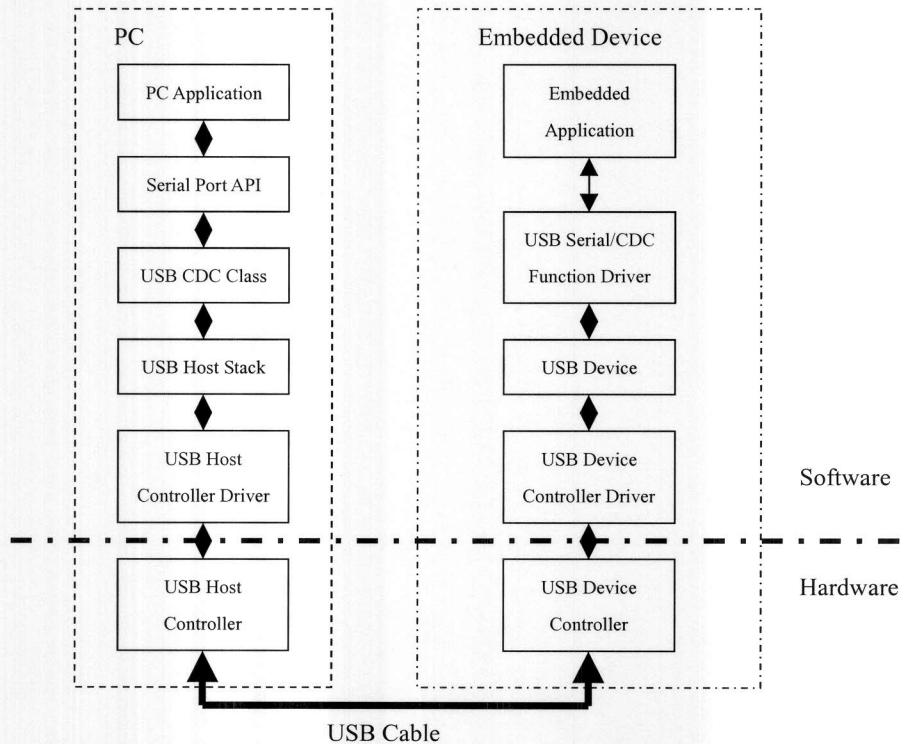 PC
PC Application
Serial Port API
USB CDC Class
USB Host Stack
USB Host
Controller Driver
USB Host
Controller
Embedded Device
Embedded
Application
USB Serial/CDC
Function Driver
USB Device
USB Device
Controller Driver
USB Device
Controller
Software
Hardware
USB Cable